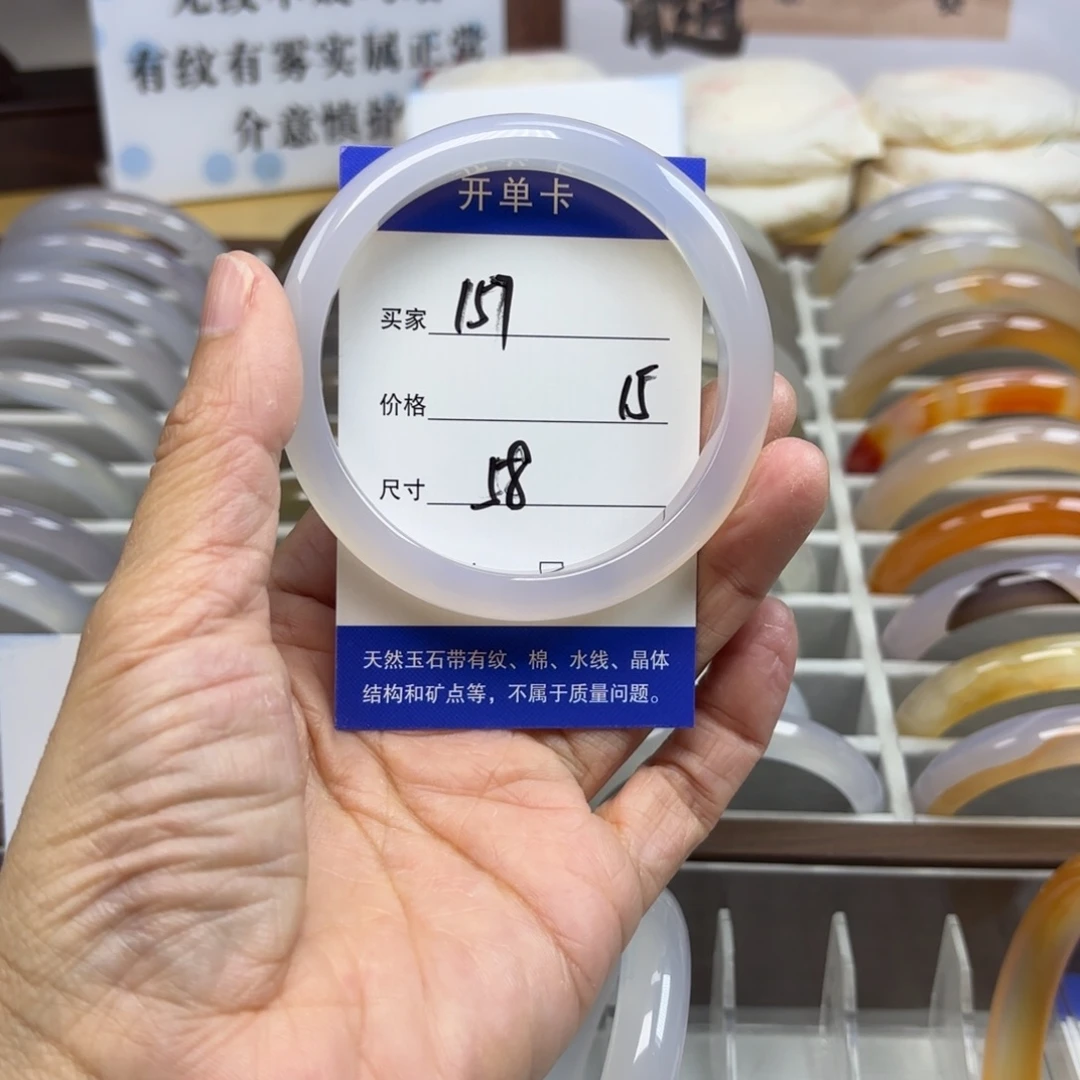 有纹有雾实属正常
介意慎拍
开单卡
买家 157
价格 15
尺寸 58
天然玉石带有纹、棉、水线、晶体
结构和矿点等，不属于质量问题。